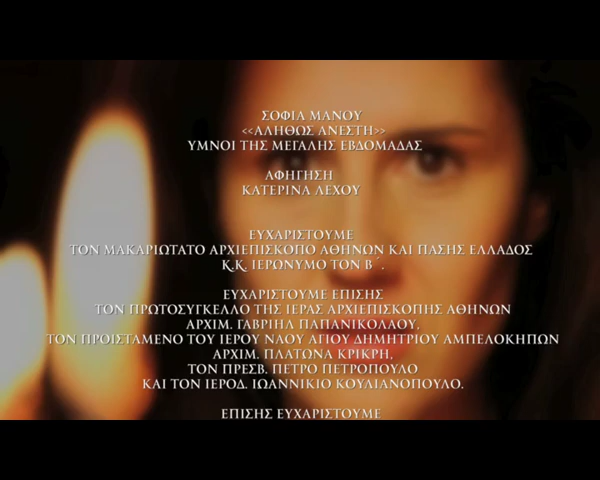 ΣΟΦΙΑ ΜΑΝΟΥ
<<ΑΛΗΘΩΣ ΑΝΕΣΤΗ>>
ΥΜΝΟΙ ΤΗΣ ΜΕΓΑΛΗΣ ΕΒΔΟΜΑΔΑΣ
ΑΦΗΓΗΣΗ
ΚΑΤΕΡΙΝΑ ΛΕΧΟΥ
ΕΥΧΑΡΙΣΤΟΥΜΕ
ΤΟΝ ΜΑΚΑΡΙΩΤΑΤΟ ΑΡΧΙΕΠΙΣΚΟΠΟ ΑΘΗΝΩΝ ΚΑΙ ΠΑΣΗΣ ΕΛΛΑΔΟΣ
Κ.Κ. ΙΕΡΩΝΥΜΟ ΤΟΝ Β΄.
ΕΥΧΑΡΙΣΤΟΥΜΕ ΕΠΙΣΗΣ
ΤΟΝ ΠΡΩΤΟΣΥΓΚΕΛΛΟ ΤΗΣ ΙΕΡΑΣ ΑΡΧΙΕΠΙΣΚΟΠΗΣ ΑΘΗΝΩΝ
ΑΡΧΙΜ. ΓΑΒΡΙΗΛ ΠΑΠΑΝΙΚΟΛΑΟΥ,
ΤΟΝ ΠΡΟΙΣΤΑΜΕΝΟ ΤΟΥ ΙΕΡΟΥ ΝΑΟΥ ΑΓΙΟΥ ΔΗΜΗΤΡΙΟΥ ΑΜΠΕΛΟΚΗΠΩΝ
ΑΡΧΙΜ. ΠΛΑΤΩΝΑ ΚΡΙΚΡΗ,
ΤΟΝ ΠΡΕΣΒ. ΠΕΤΡΟ ΠΕΤΡΟΠΟΥΛΟ
ΚΑΙ ΤΟΝ ΙΕΡΟΔ. ΙΩΑΝΝΙΚΙΟ ΚΟΥΛΙΑΝΟΠΟΥΛΟ.
ΕΠΙΣΗΣ ΕΥΧΑΡΙΣΤΟΥΜΕ